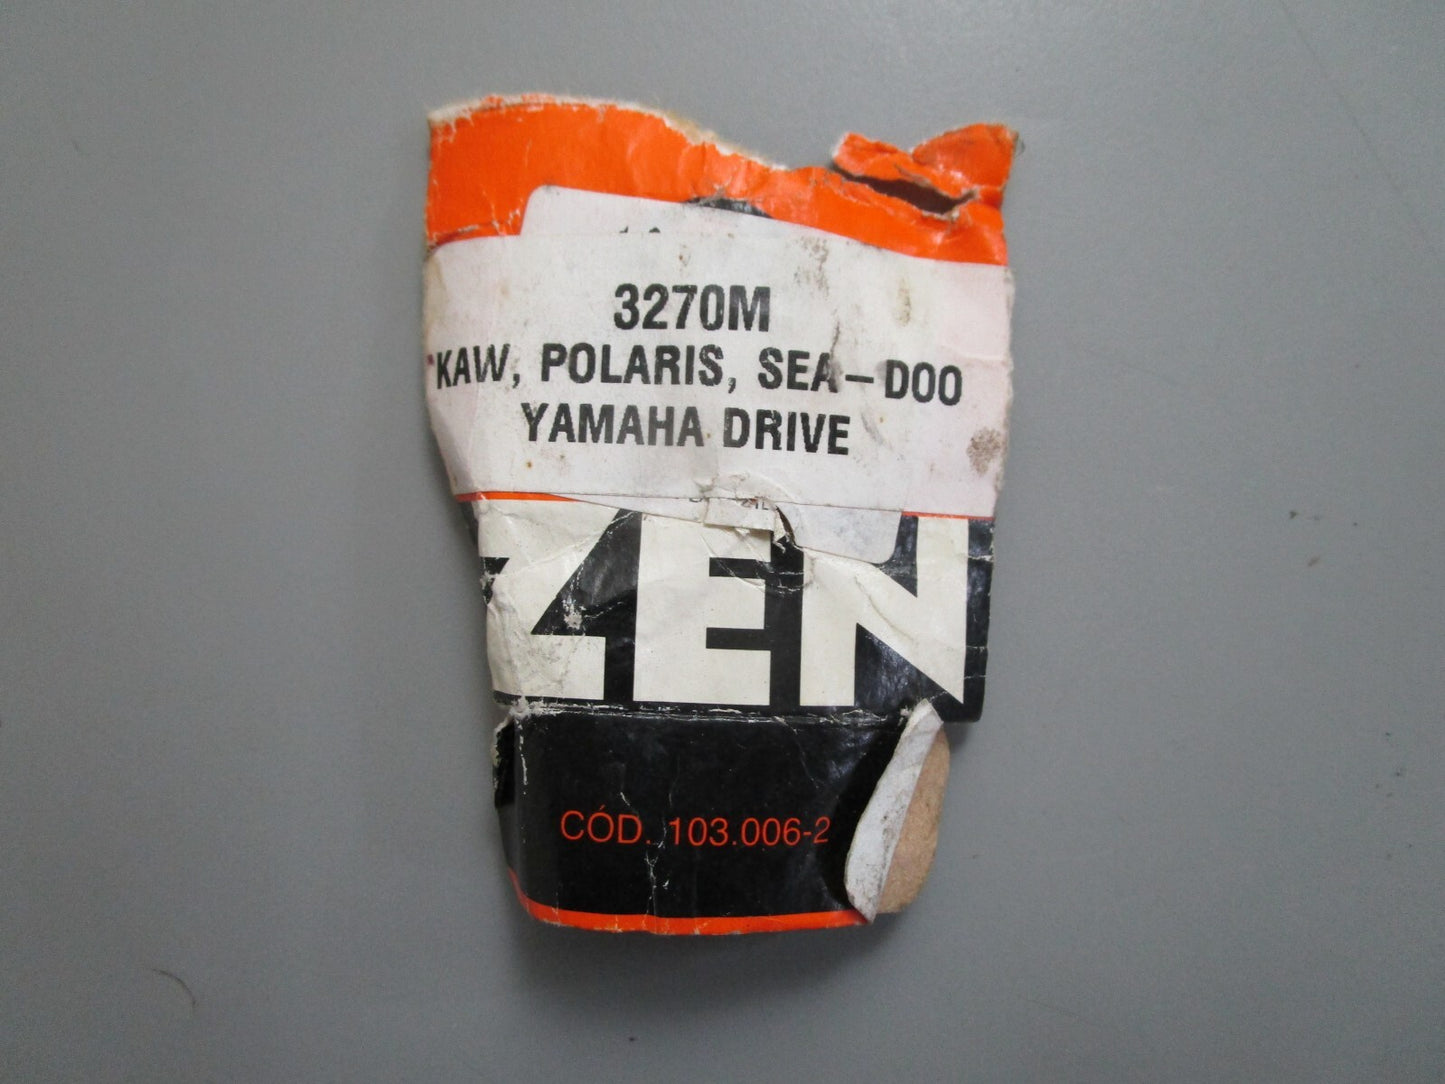 3270M
KAW, POLARIS, SEA-DOO
YAMAHA DRIVE
ZEN
CÓD. 103.006-2